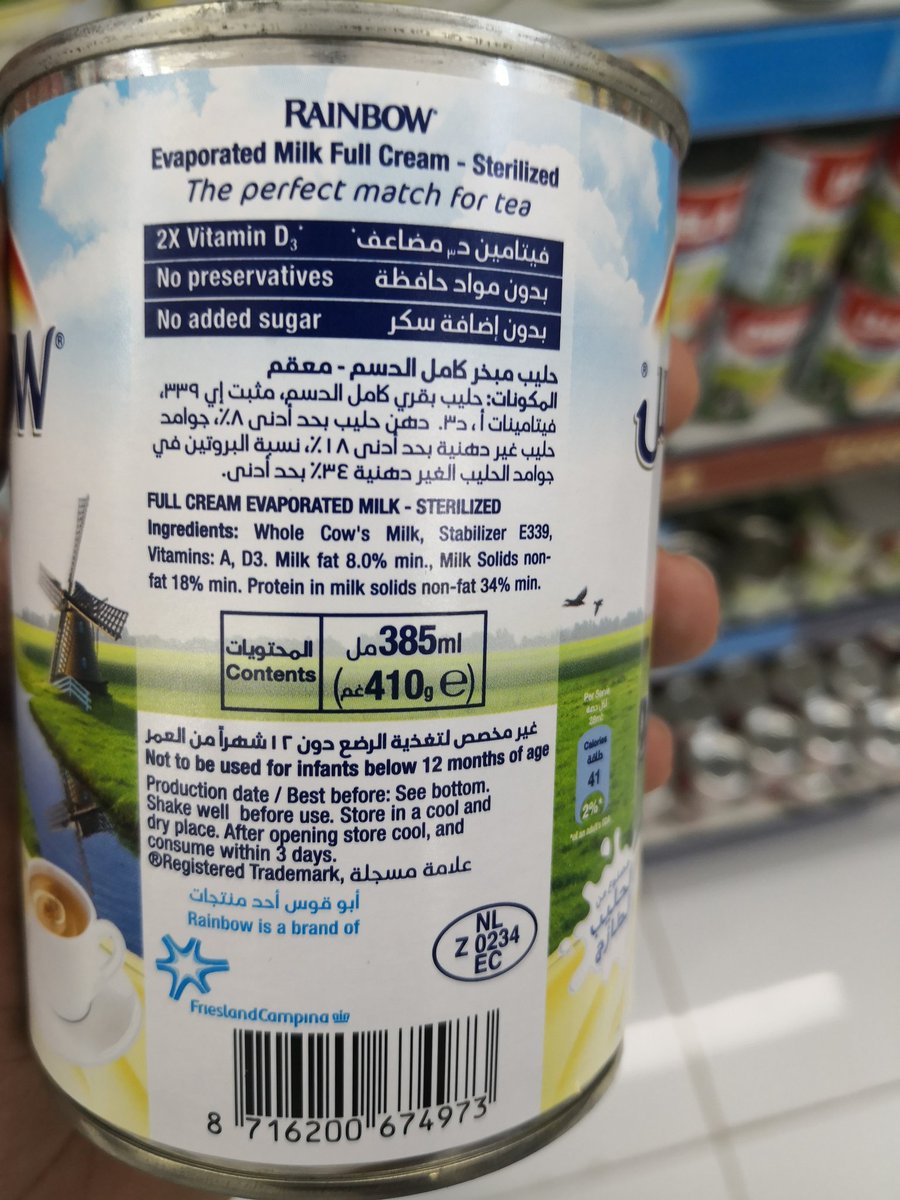 RAINBOW
Evaporated Milk Full Cream - Sterilized
The perfect match for tea
2X Vitamin D₃* فيتامين د٣ مضاعف*
No preservatives بدون مواد حافظة
No added sugar بدون إضافة سكر
حليب مبخر كامل الدسم - معقم
المكونات: حليب بقري كامل الدسم، مثبت إي ٣٣٩،
فيتامينات أ ، د٣. دهن حليب بحد أدنى ٨٪، جوامد
حليب غير دهنية بحد أدنى ١٨٪، نسبة البروتين في
جوامد الحليب الغير دهنية ٣٤٪ بحد أدنى.
FULL CREAM EVAPORATED MILK - STERILIZED
Ingredients: Whole Cow's Milk, Stabilizer E339,
Vitamins: A, D3. Milk fat 8.0% min., Milk Solids non-
fat 18% min. Protein in milk solids non-fat 34% min.
المحتويات 385ml مل
Contents (410g غم) e
غير مخصص لتغذية الرضع دون ١٢ شهراً من العمر
Not to be used for infants below 12 months of age
Production date / Best before: See bottom.
Shake well before use. Store in a cool and
dry place. After opening store cool, and
consume within 3 days.
®Registered Trademark, علامة مسجلة
أبو قوس أحد منتجات
Rainbow is a brand of
FrieslandCampina
NL
Z 0234
EC
8 716200 674973
W®
Per Serve
28ml
Calories
طاقة
41
2%*
حليب
طازج